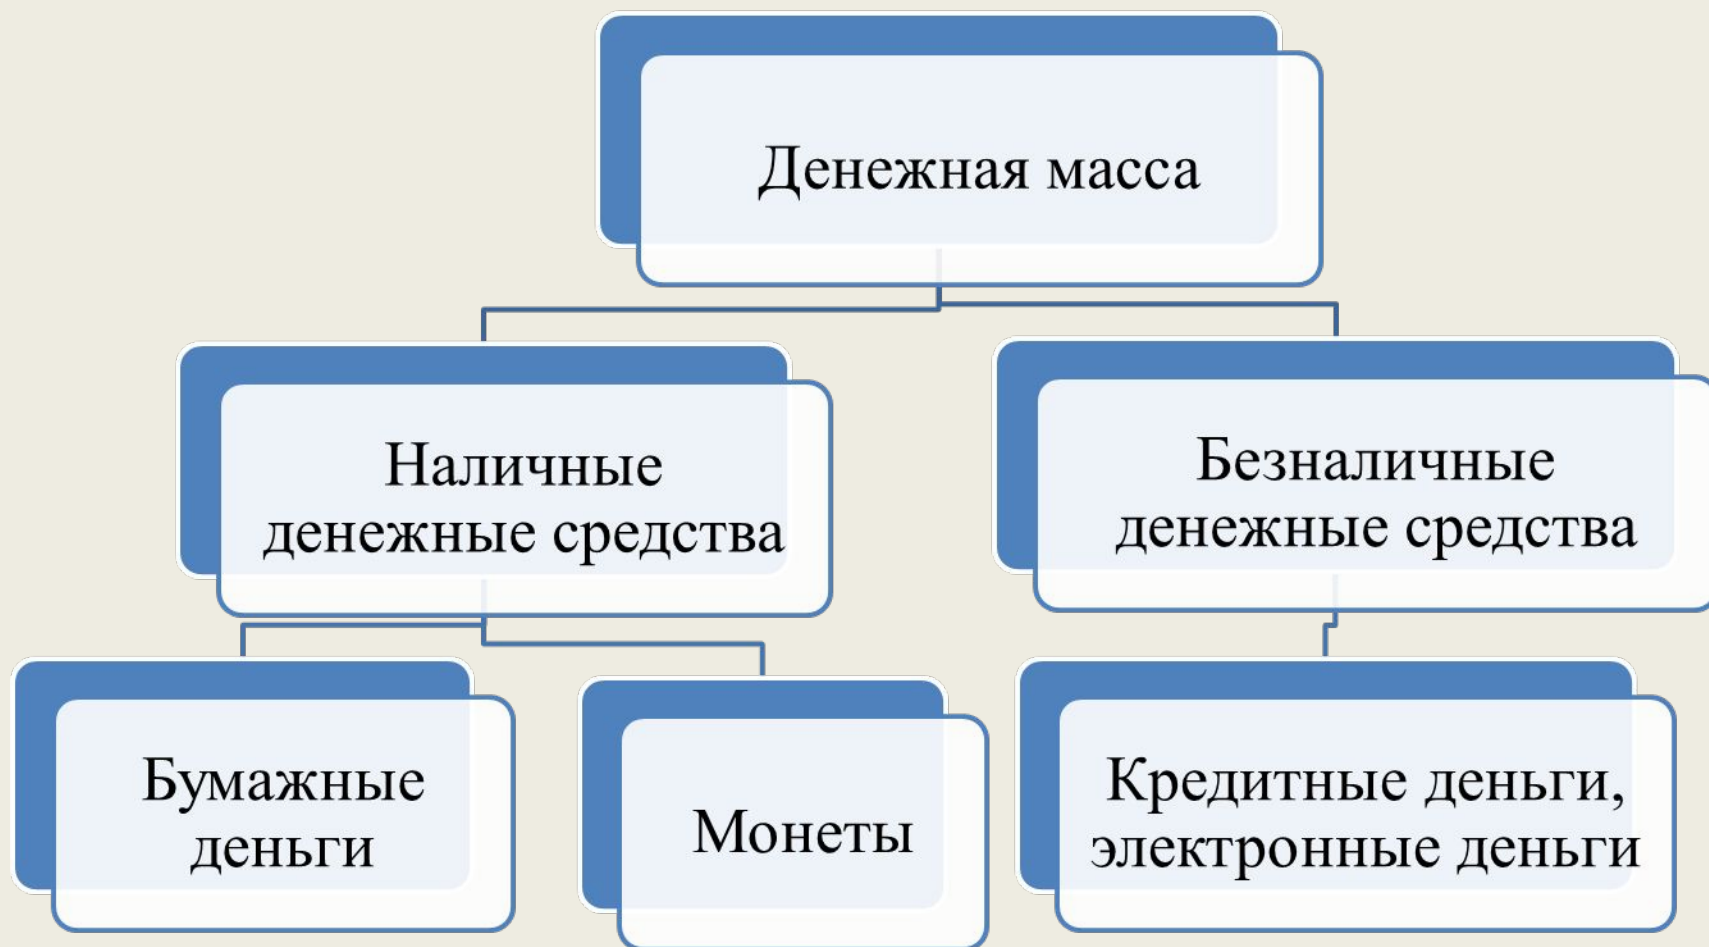 Денежная масса
Наличные
денежные средства
Безналичные
денежные средства
Бумажные
деньги
Монеты
Кредитные деньги,
электронные деньги